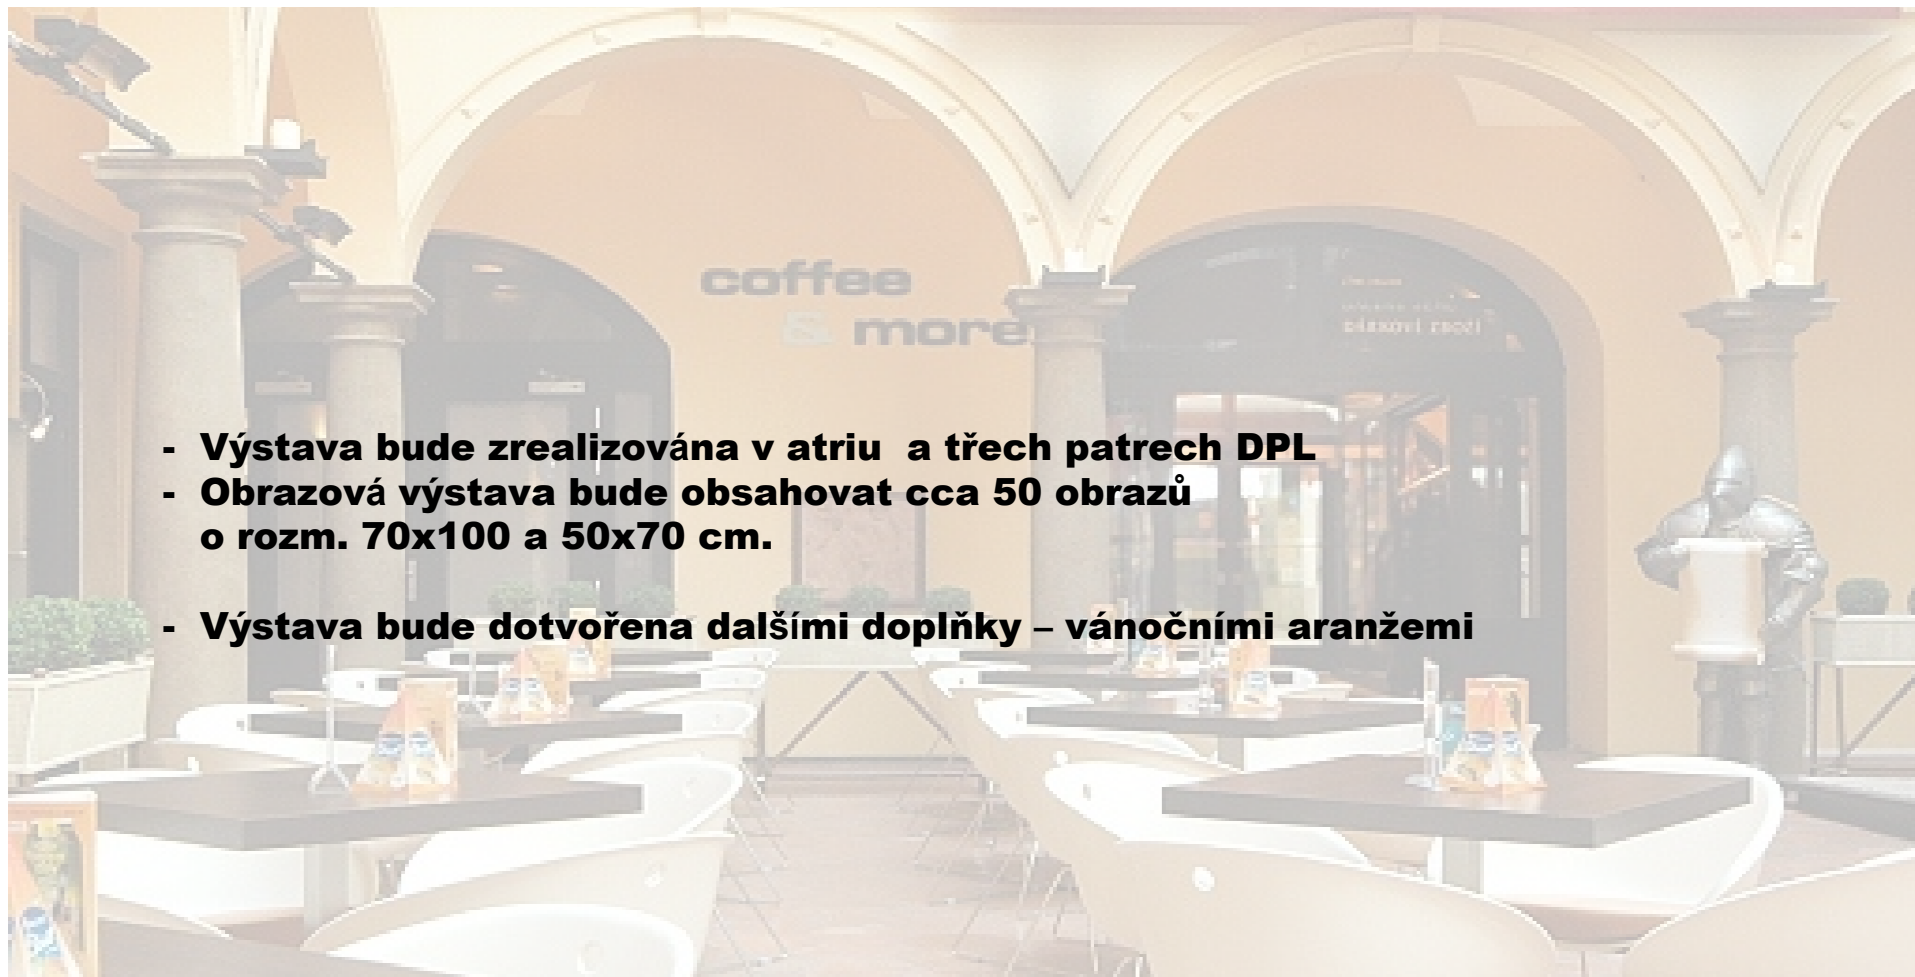 coffee
& more
- Výstava bude zrealizována v atriu  a třech patrech DPL
- Obrazová výstava bude obsahovat cca 50 obrazů
o rozm. 70x100 a 50x70 cm.
- Výstava bude dotvořena dalšími doplňky – vánočními aranžemi